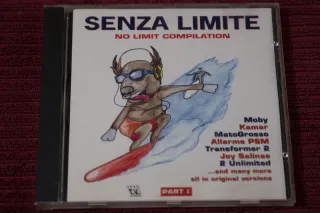 SENZA LIMITE
NO LIMIT COMPILATION
Moby
Kamar
MatoGrosso
Allarme PSM
Transformer 2
Joy Salinas
2 Unlimited
...and many more
all in original versions
PART I